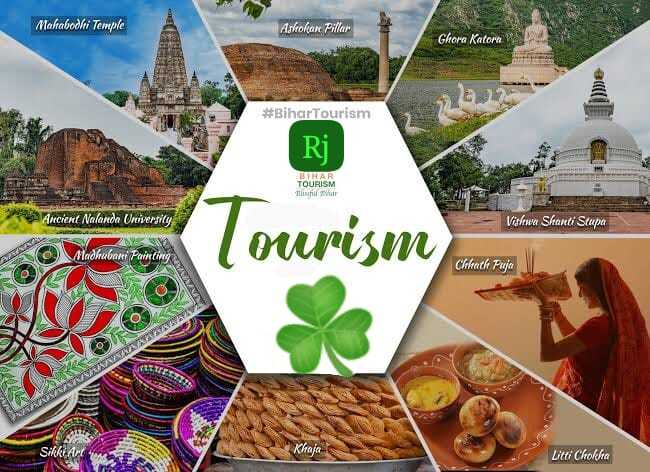 Mahabodhi Temple
Ashokan Pillar
Ghora Katora
#BiharTourism
Rj
BIHAR
TOURISM
Blissful Bihar
Ancient Nalanda University
Vishwa Shanti Stupa
Tourism
Madhubani Painting
Chhath Puja
Sikki Art
Khaja
Litti Chokha